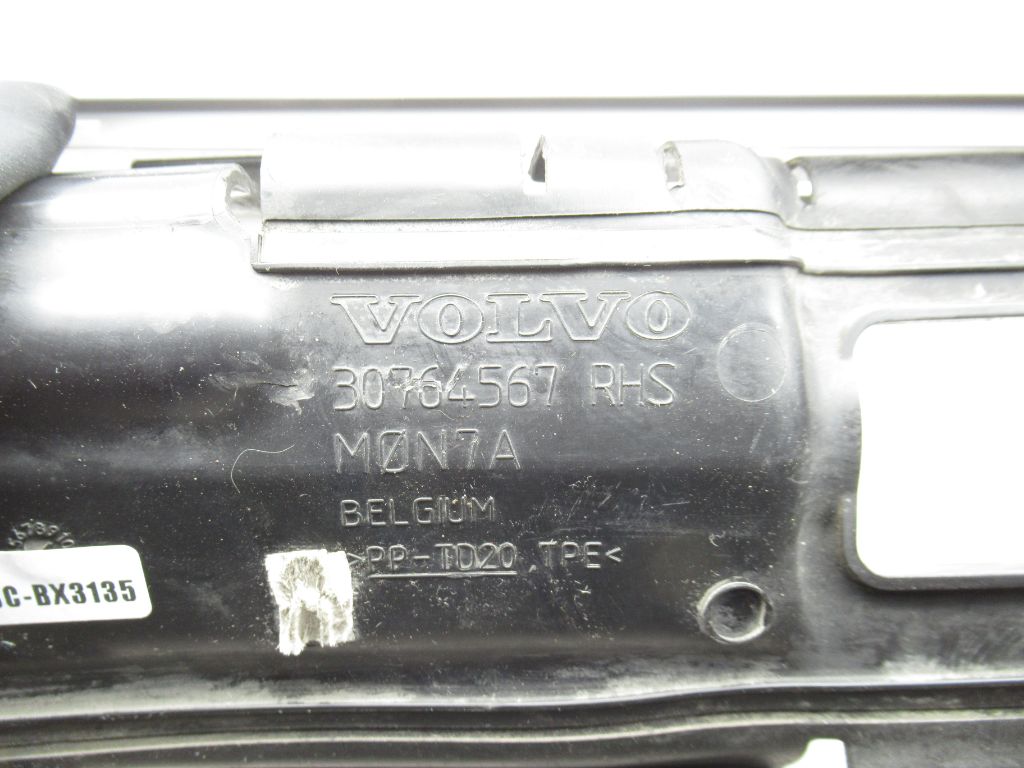 VOLVO
30764567 RHS
MØN7A
BELGIUM
>PP-TD20 , TPE<
C-BX3135